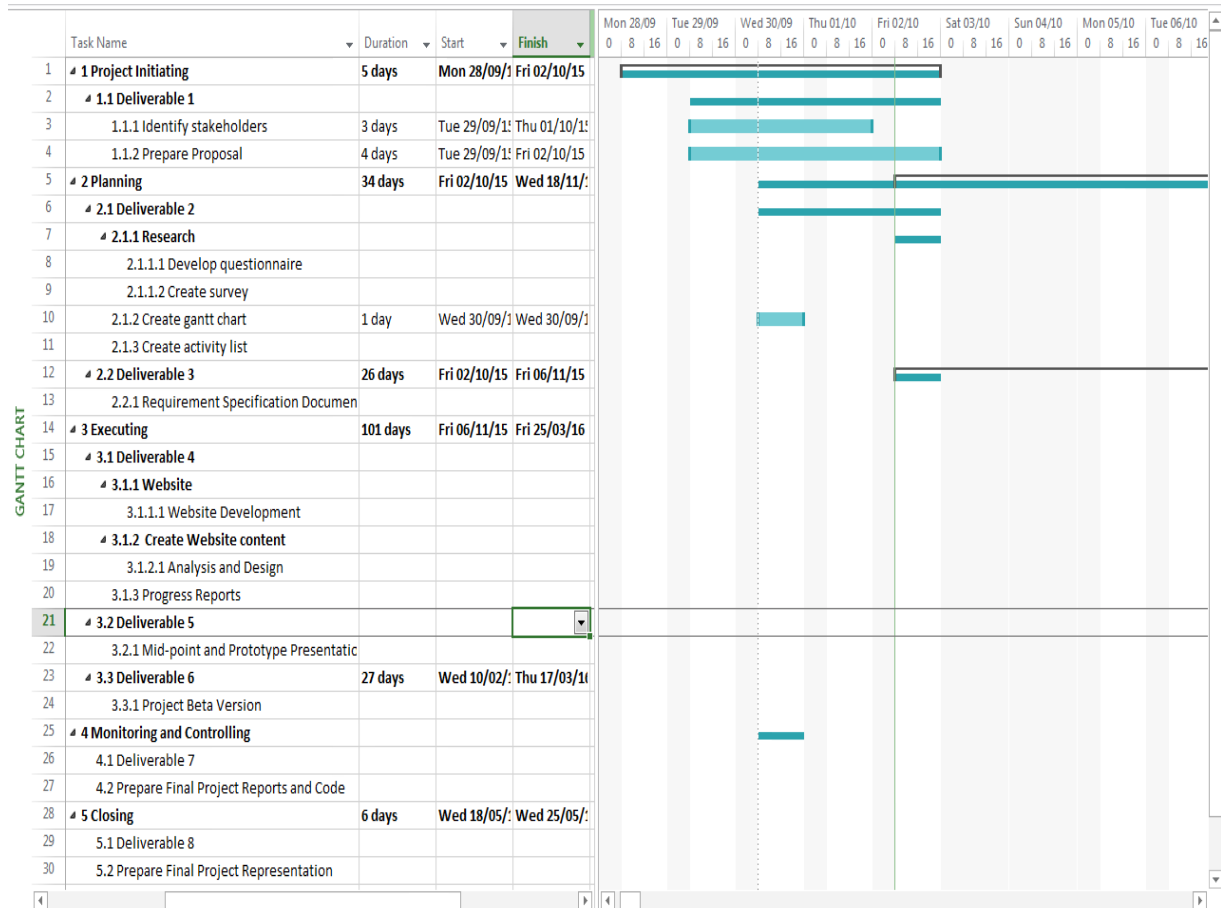 Mon 28/09 Tue 29/09 Wed 30/09 Thu 01/10 Fri 02/10 Sat 03/10 Sun 04/10 Mon 05/10 Tue 06/10
Task Name Duration Start Finish 0 8 16 0 8 16 0 8 16 0 8 16 0 8 16 0 8 16 0 8 16 0 8 16 0 8 16
1 1 Project Initiating 5 days Mon 28/09/1 Fri 02/10/15
2 1.1 Deliverable 1
3 1.1.1 Identify stakeholders 3 days Tue 29/09/15 Thu 01/10/15
4 1.1.2 Prepare Proposal 4 days Tue 29/09/15 Fri 02/10/15
5 2 Planning 34 days Fri 02/10/15 Wed 18/11/
6 2.1 Deliverable 2
7 2.1.1 Research
8 2.1.1.1 Develop questionnaire
9 2.1.1.2 Create survey
10 2.1.2 Create gantt chart 1 day Wed 30/09/1 Wed 30/09/1
11 2.1.3 Create activity list
12 2.2 Deliverable 3 26 days Fri 02/10/15 Fri 06/11/15
13 2.2.1 Requirement Specification Documen
14 3 Executing 101 days Fri 06/11/15 Fri 25/03/16
15 3.1 Deliverable 4
16 3.1.1 Website
17 3.1.1.1 Website Development
18 3.1.2 Create Website content
19 3.1.2.1 Analysis and Design
20 3.1.3 Progress Reports
21 3.2 Deliverable 5
22 3.2.1 Mid-point and Prototype Presentatic
23 3.3 Deliverable 6 27 days Wed 10/02/ Thu 17/03/16
24 3.3.1 Project Beta Version
25 4 Monitoring and Controlling
26 4.1 Deliverable 7
27 4.2 Prepare Final Project Reports and Code
28 5 Closing 6 days Wed 18/05/ Wed 25/05/
29 5.1 Deliverable 8
30 5.2 Prepare Final Project Representation
GANTT CHART